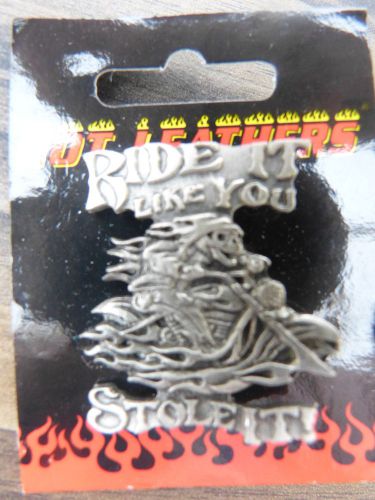 OT LEATHERS
RIDE IT
LIKE YOU
STOLE IT!